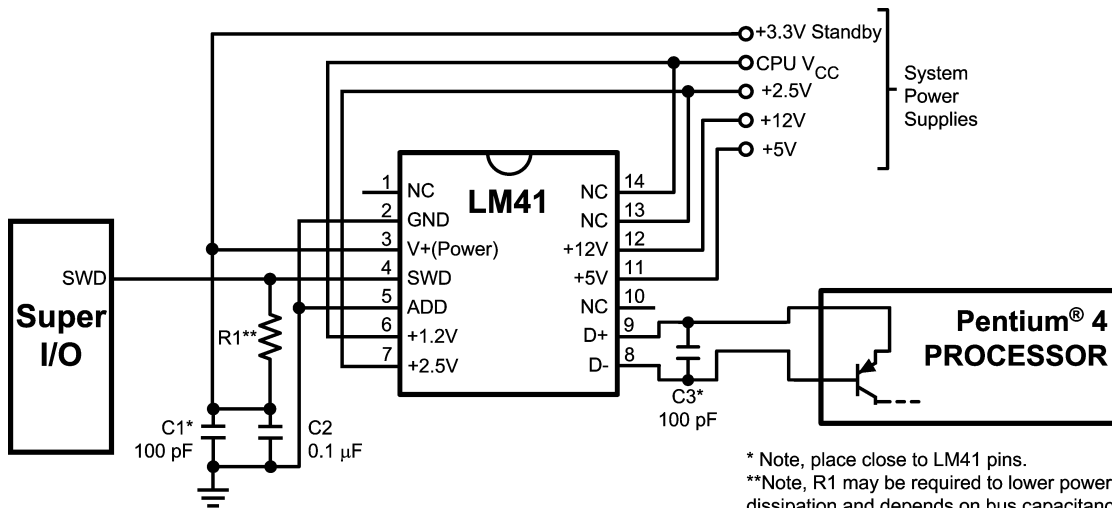 +3.3V Standby
CPU VCC
+2.5V
+12V
+5V
System
Power
Supplies
LM41
1
NC
2
GND
3
V+(Power)
4
SWD
5
ADD
6
+1.2V
7
+2.5V
14
NC
13
NC
12
+12V
11
+5V
10
NC
9
D+
8
D-
SWD
Super
I/O
R1**
C1*
100 pF
C2
0.1 μF
C3*
100 pF
Pentium® 4
PROCESSOR
* Note, place close to LM41 pins.
**Note, R1 may be required to lower power
dissipation and depends on bus capacitance